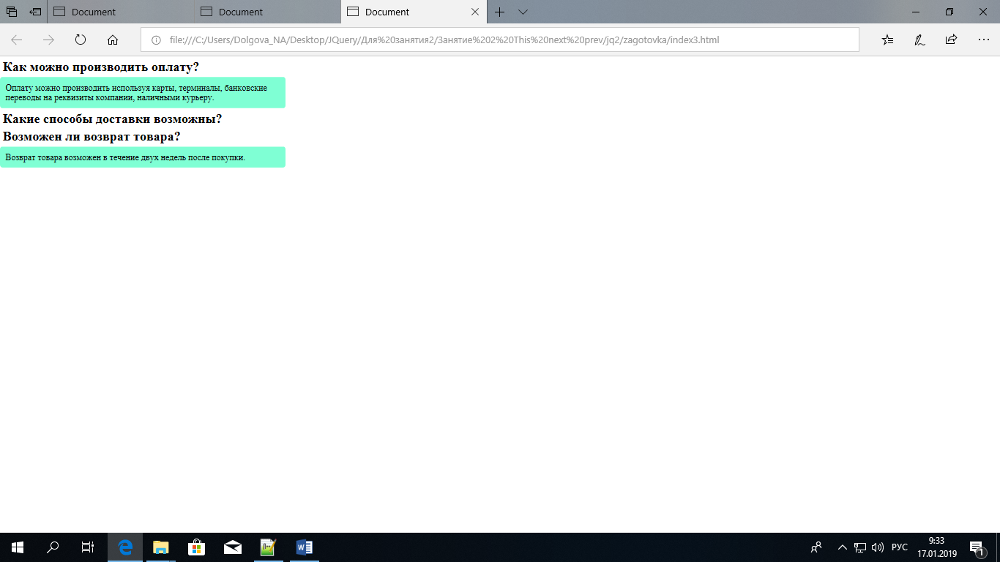 Document
Document
Document
file:///C:/Users/Dolgova_NA/Desktop/JQuery/Для%20занятия2/Занятие%202%20This%20next%20prev/jq2/zagotovka/index3.html
Как можно производить оплату?
Оплату можно производить используя карты, терминалы, банковские
переводы на реквизиты компании, наличными курьеру.
Какие способы доставки возможны?
Возможен ли возврат товара?
Возврат товара возможен в течение двух недель после покупки.
РУС
9:33
17.01.2019
1